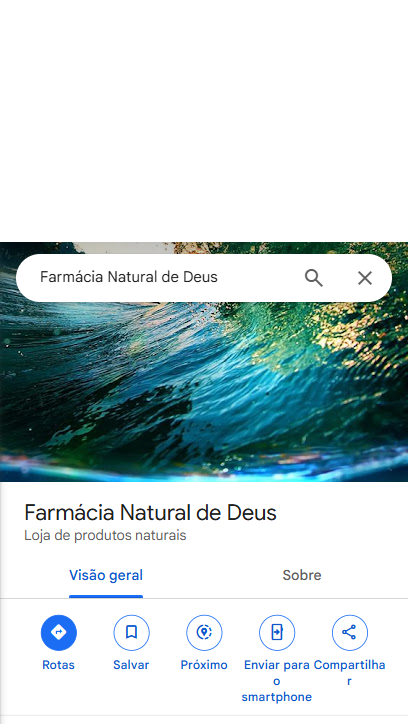 Farmácia Natural de Deus
Farmácia Natural de Deus
Loja de produtos naturais
Visão geral
Sobre
Rotas
Salvar
Próximo
Enviar para
o
smartphone
Compartilha
r